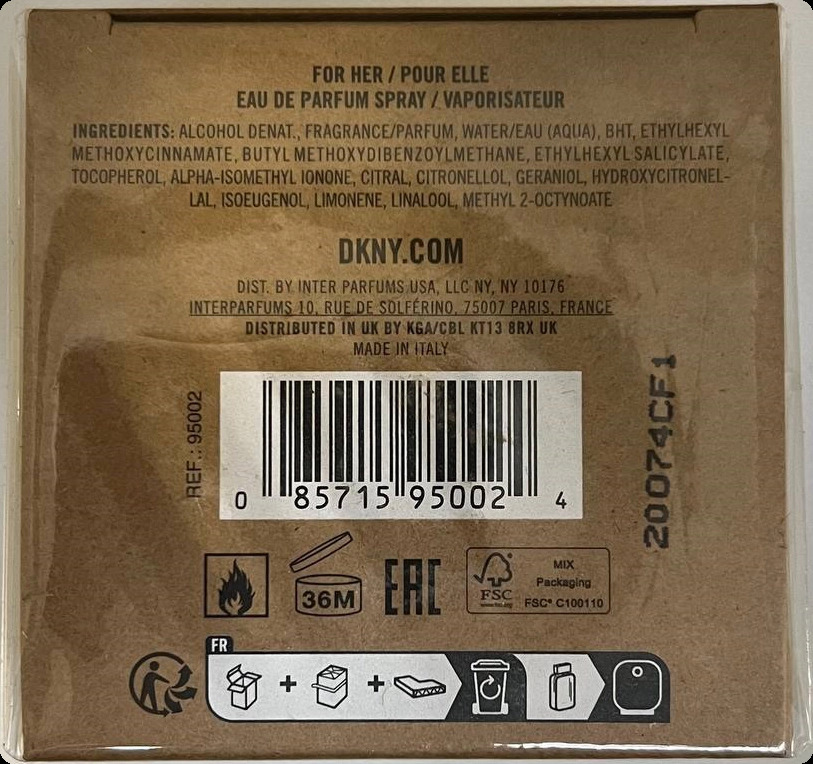 FOR HER / POUR ELLE
EAU DE PARFUM SPRAY / VAPORISATEUR
INGREDIENTS: ALCOHOL DENAT., FRAGRANCE/PARFUM, WATER/EAU (AQUA), BHT, ETHYLHEXYL
METHOXYCINNAMATE, BUTYL METHOXYDIBENZOYLMETHANE, ETHYLHEXYL SALICYLATE,
TOCOPHEROL, ALPHA-ISOMETHYL IONONE, CITRAL, CITRONELLOL, GERANIOL, HYDROXYCITRONEL-
LAL, ISOEUGENOL, LIMONENE, LINALOOL, METHYL 2-OCTYNOATE
DKNY.COM
DIST. BY INTER PARFUMS USA, LLC NY, NY 10176
INTERPARFUMS 10, RUE DE SOLFÉRINO, 75007 PARIS, FRANCE
DISTRIBUTED IN UK BY KGA/CBL KT13 8RX UK
MADE IN ITALY
REF.: 95002
0 85715 95002 4
20074CF1
36M
EAC
FSC
www.fsc.org
MIX
Packaging
FSC® C100110
FR